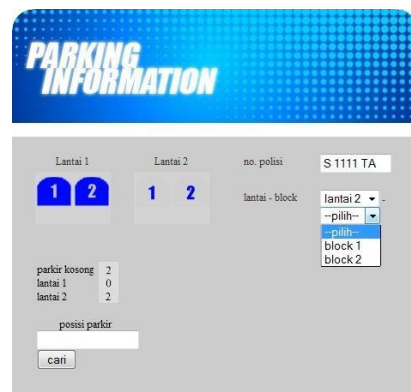 PARKING
INFORMATION
Lantai 1
Lantai 2
no. polisi
S 1111 TA
1 2
1 2
lantai - block
lantai 2 -
--pilih--
--pilih--
block 1
block 2
parkir kosong 2
lantai 1 0
lantai 2 2
posisi parkir
cari